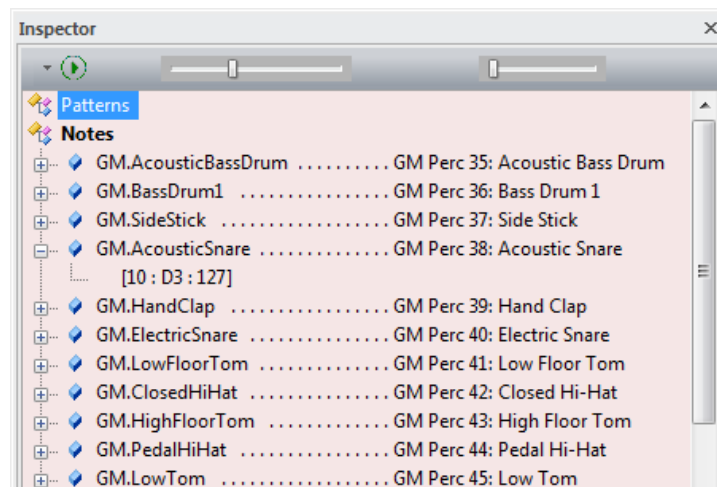 Inspector
Patterns
Notes
GM.AcousticBassDrum .......... GM Perc 35: Acoustic Bass Drum
GM.BassDrum1 ................ GM Perc 36: Bass Drum 1
GM.SideStick ................ GM Perc 37: Side Stick
GM.AcousticSnare .............. GM Perc 38: Acoustic Snare
[10 : D3 : 127]
GM.HandClap ............... GM Perc 39: Hand Clap
GM.ElectricSnare .............. GM Perc 40: Electric Snare
GM.LowFloorTom ............. GM Perc 41: Low Floor Tom
GM.ClosedHiHat .............. GM Perc 42: Closed Hi-Hat
GM.HighFloorTom ............ GM Perc 43: High Floor Tom
GM.PedalHiHat ............... GM Perc 44: Pedal Hi-Hat
GM.LowTom ................ GM Perc 45: Low Tom